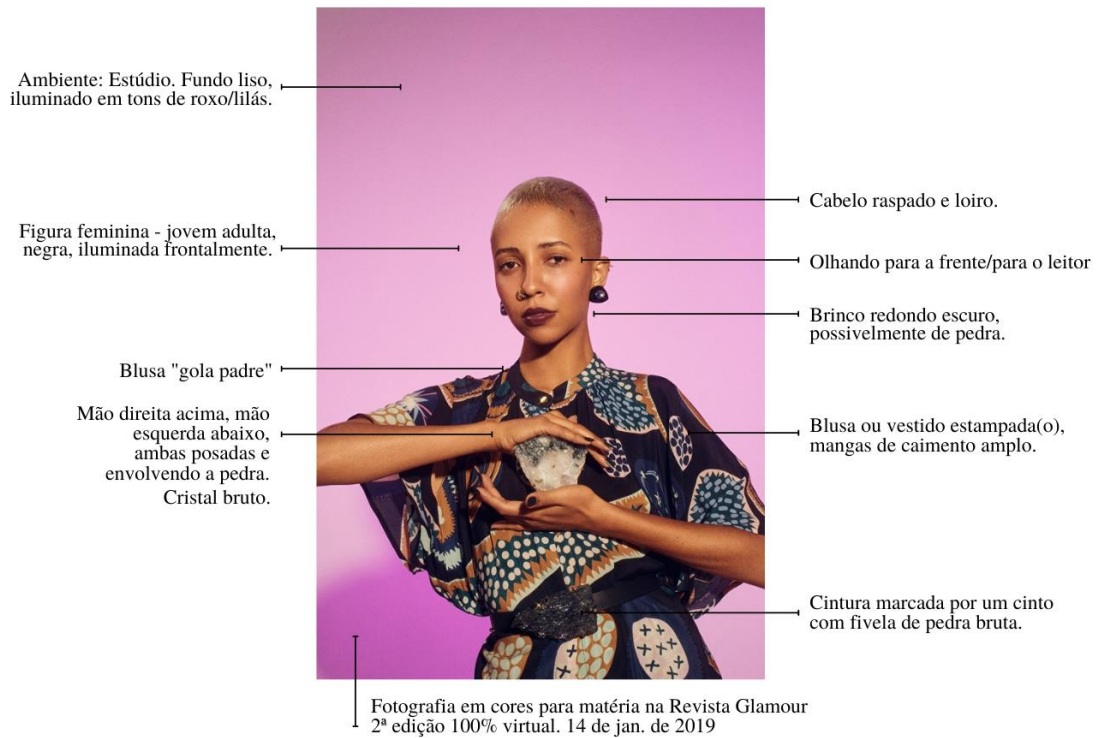 Ambiente: Estúdio. Fundo liso,
iluminado em tons de roxo/lilás.
Figura feminina - jovem adulta,
negra, iluminada frontalmente.
Blusa "gola padre"
Mão direita acima, mão
esquerda abaixo,
ambas posadas e
envolvendo a pedra.
Cristal bruto.
Cabelo raspado e loiro.
Olhando para a frente/para o leitor
Brinco redondo escuro,
possivelmente de pedra.
Blusa ou vestido estampada(o),
mangas de caimento amplo.
Cintura marcada por um cinto
com fivela de pedra bruta.
Fotografia em cores para matéria na Revista Glamour
2ª edição 100% virtual. 14 de jan. de 2019